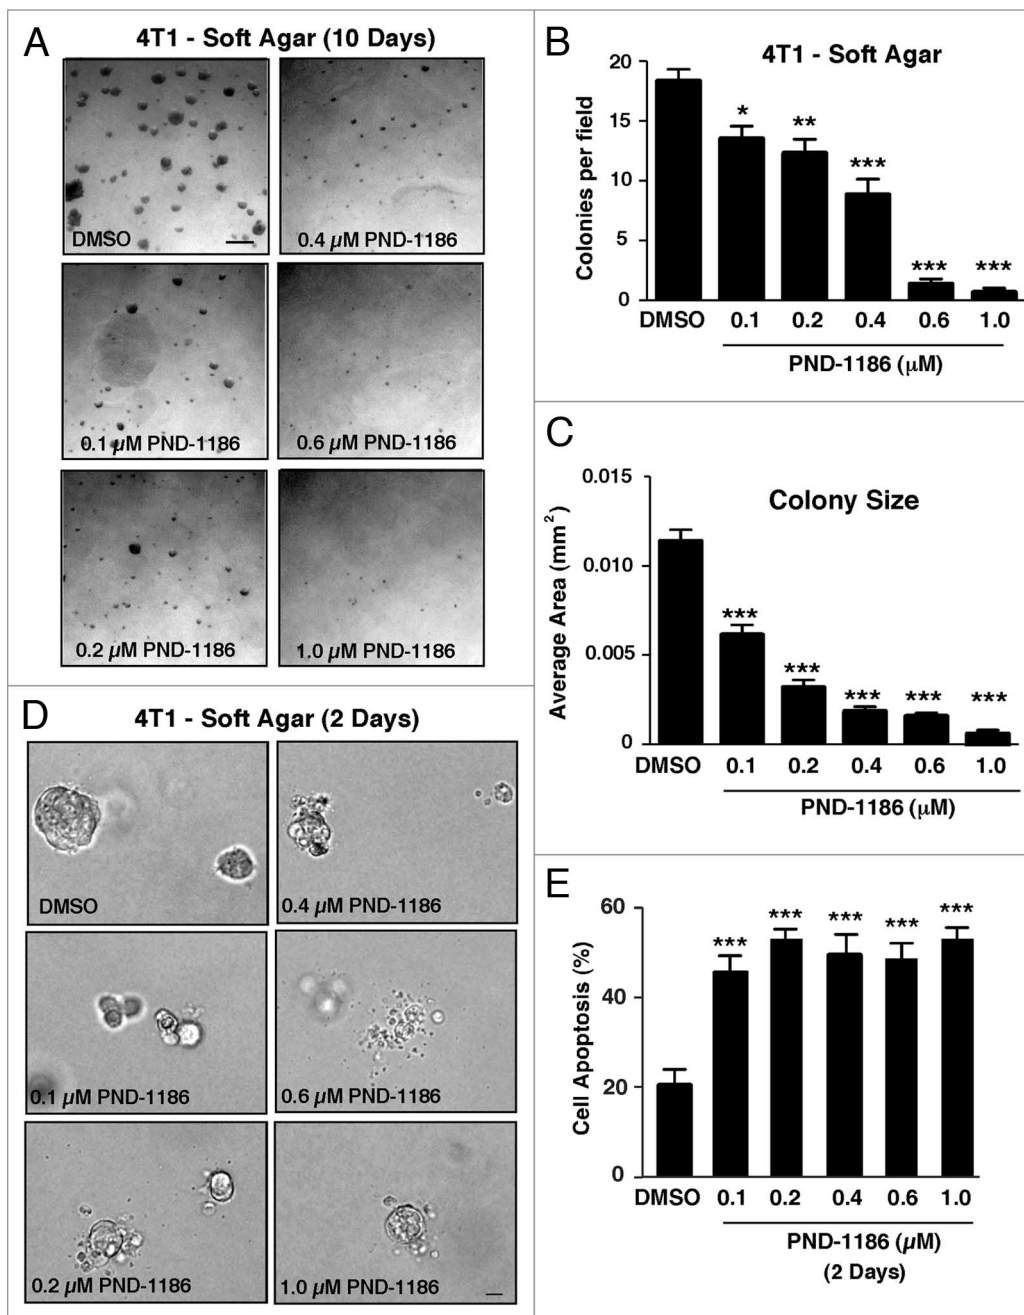 A
4T1 - Soft Agar (10 Days)
DMSO
0.4 µM PND-1186
0.1 µM PND-1186
0.6 µM PND-1186
0.2 µM PND-1186
1.0 µM PND-1186
B
4T1 - Soft Agar
Colonies per field
20
15
10
5
0
*
**
***
***
***
DMSO
0.1
0.2
0.4
0.6
1.0
PND-1186 (µM)
C
Colony Size
Average Area (mm²)
0.015
0.010
0.005
0
***
***
***
***
***
DMSO
0.1
0.2
0.4
0.6
1.0
PND-1186 (µM)
D
4T1 - Soft Agar (2 Days)
DMSO
0.4 µM PND-1186
0.1 µM PND-1186
0.6 µM PND-1186
0.2 µM PND-1186
1.0 µM PND-1186
E
Cell Apoptosis (%)
60
40
20
0
***
***
***
***
***
DMSO
0.1
0.2
0.4
0.6
1.0
PND-1186 (µM)
(2 Days)